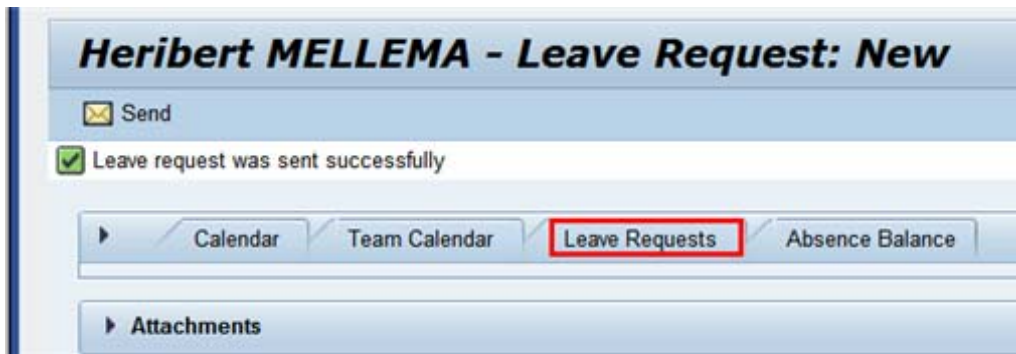 Heribert MELLEMA - Leave Request: New
Send
Leave request was sent successfully
Calendar Team Calendar Leave Requests Absence Balance
Attachments